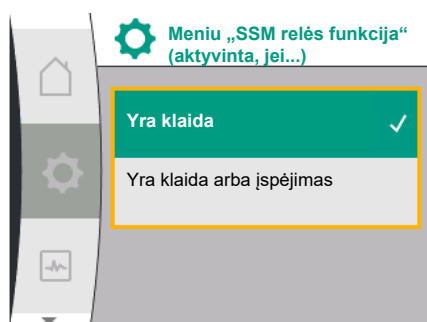 Meniu „SSM relės funkcija“
(aktyvinta, jei...)
Yra klaida
Yra klaida arba įspėjimas